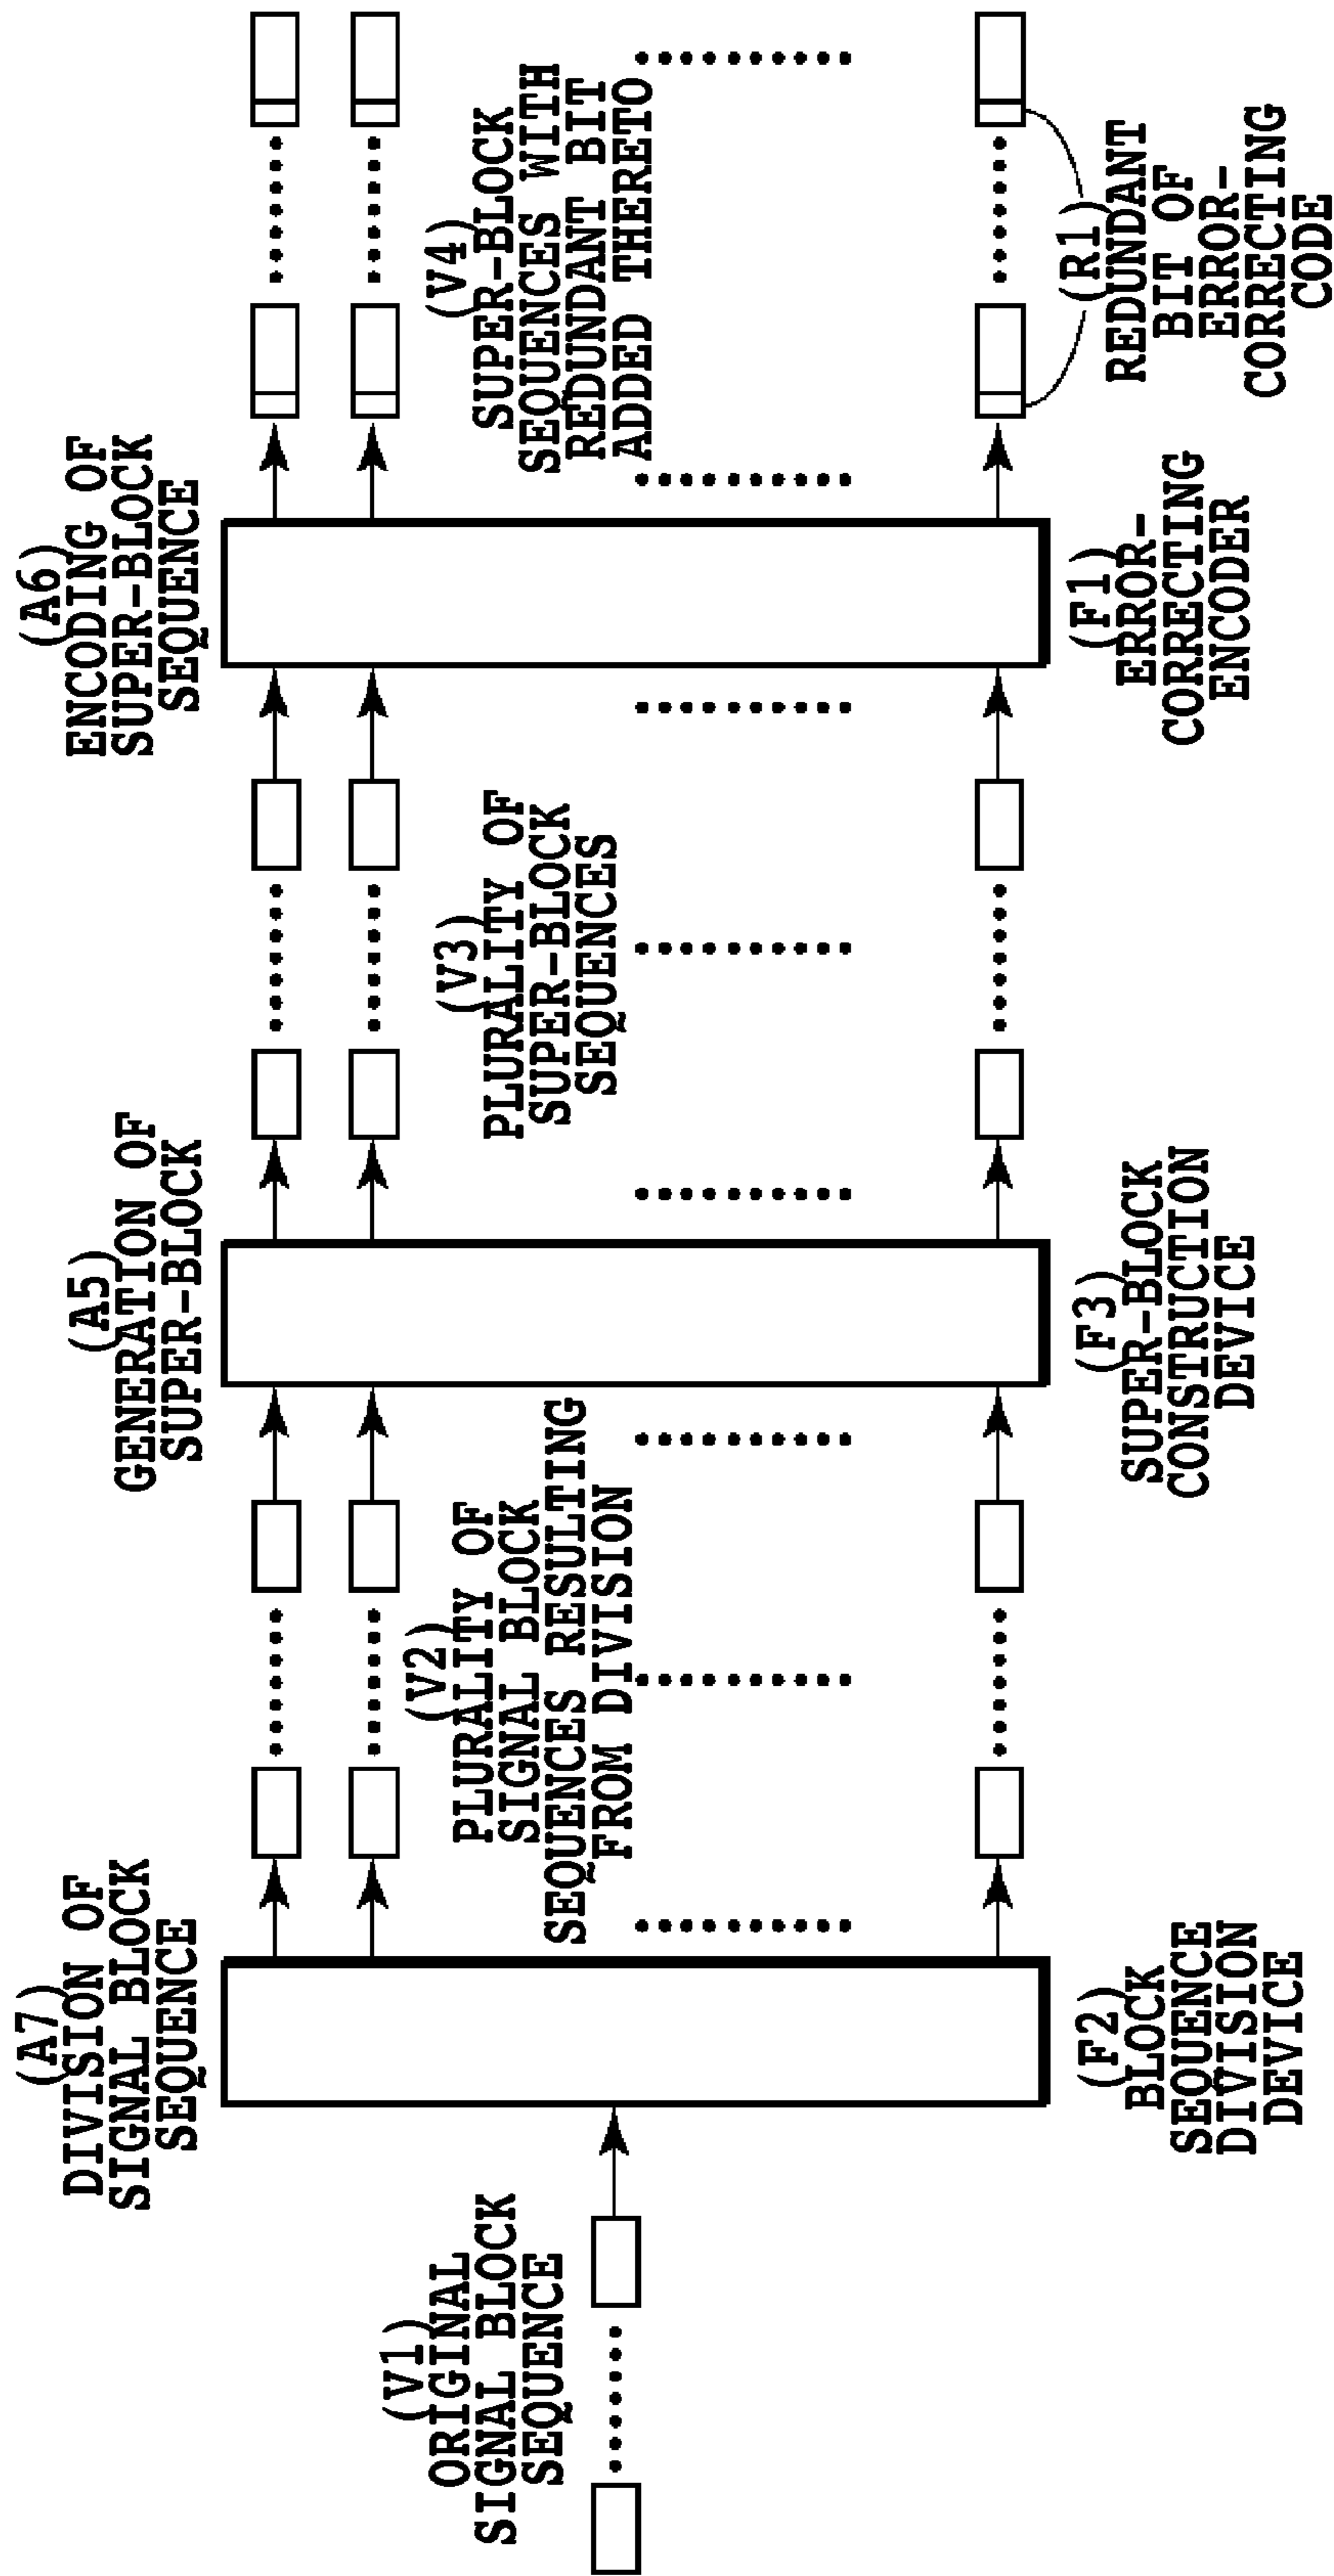 (A7)
DIVISION OF
SIGNAL BLOCK
SEQUENCE
(A5)
GENERATION OF
SUPER-BLOCK
(A6)
ENCODING OF
SUPER-BLOCK
SEQUENCE
(V1)
ORIGINAL
SIGNAL BLOCK
SEQUENCE
(V2)
PLURALITY OF
SIGNAL BLOCK
SEQUENCES RESULTING
FROM DIVISION
(V3)
PLURALITY OF
SUPER-BLOCK
SEQUENCES
(V4)
SUPER-BLOCK
SEQUENCES WITH
REDUNDANT BIT
ADDED THERETO
(F2)
BLOCK
SEQUENCE
DIVISION
DEVICE
(F3)
SUPER-BLOCK
CONSTRUCTION
DEVICE
(F1)
ERROR-
CORRECTING
ENCODER
(R1)
REDUNDANT
BIT OF
ERROR-
CORRECTING
CODE